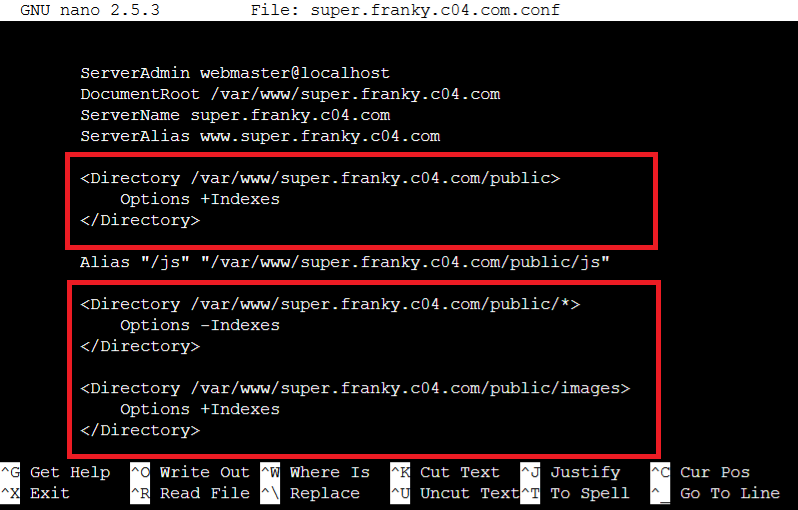 GNU nano 2.5.3 File: super.franky.c04.com.conf
ServerAdmin webmaster@localhost
DocumentRoot /var/www/super.franky.c04.com
ServerName super.franky.c04.com
ServerAlias www.super.franky.c04.com
<Directory /var/www/super.franky.c04.com/public>
Options +Indexes
</Directory>
Alias "/js" "/var/www/super.franky.c04.com/public/js"
<Directory /var/www/super.franky.c04.com/public/*>
Options -Indexes
</Directory>
<Directory /var/www/super.franky.c04.com/public/images>
Options +Indexes
</Directory>
^G Get Help ^O Write Out ^W Where Is ^K Cut Text ^J Justify ^C Cur Pos
^X Exit ^R Read File ^\ Replace ^U Uncut Text^T To Spell ^_ Go To Line